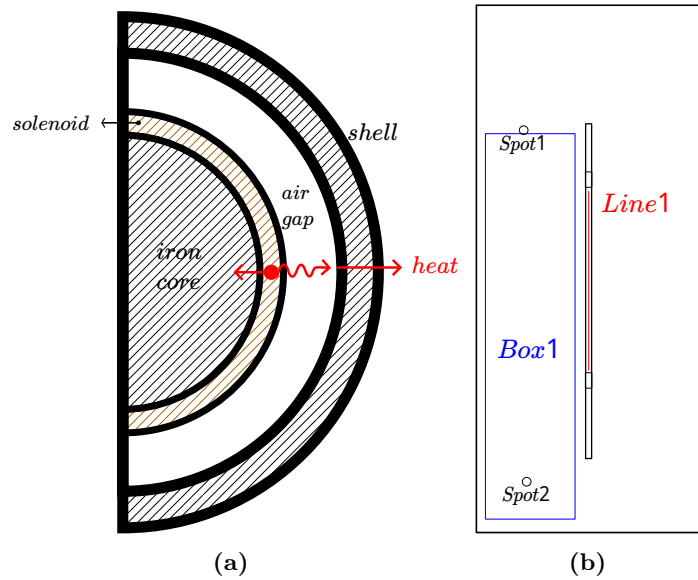 solenoid
shell
air
gap
iron
core
heat
(a)
Spot1
Line1
Box1
Spot2
(b)